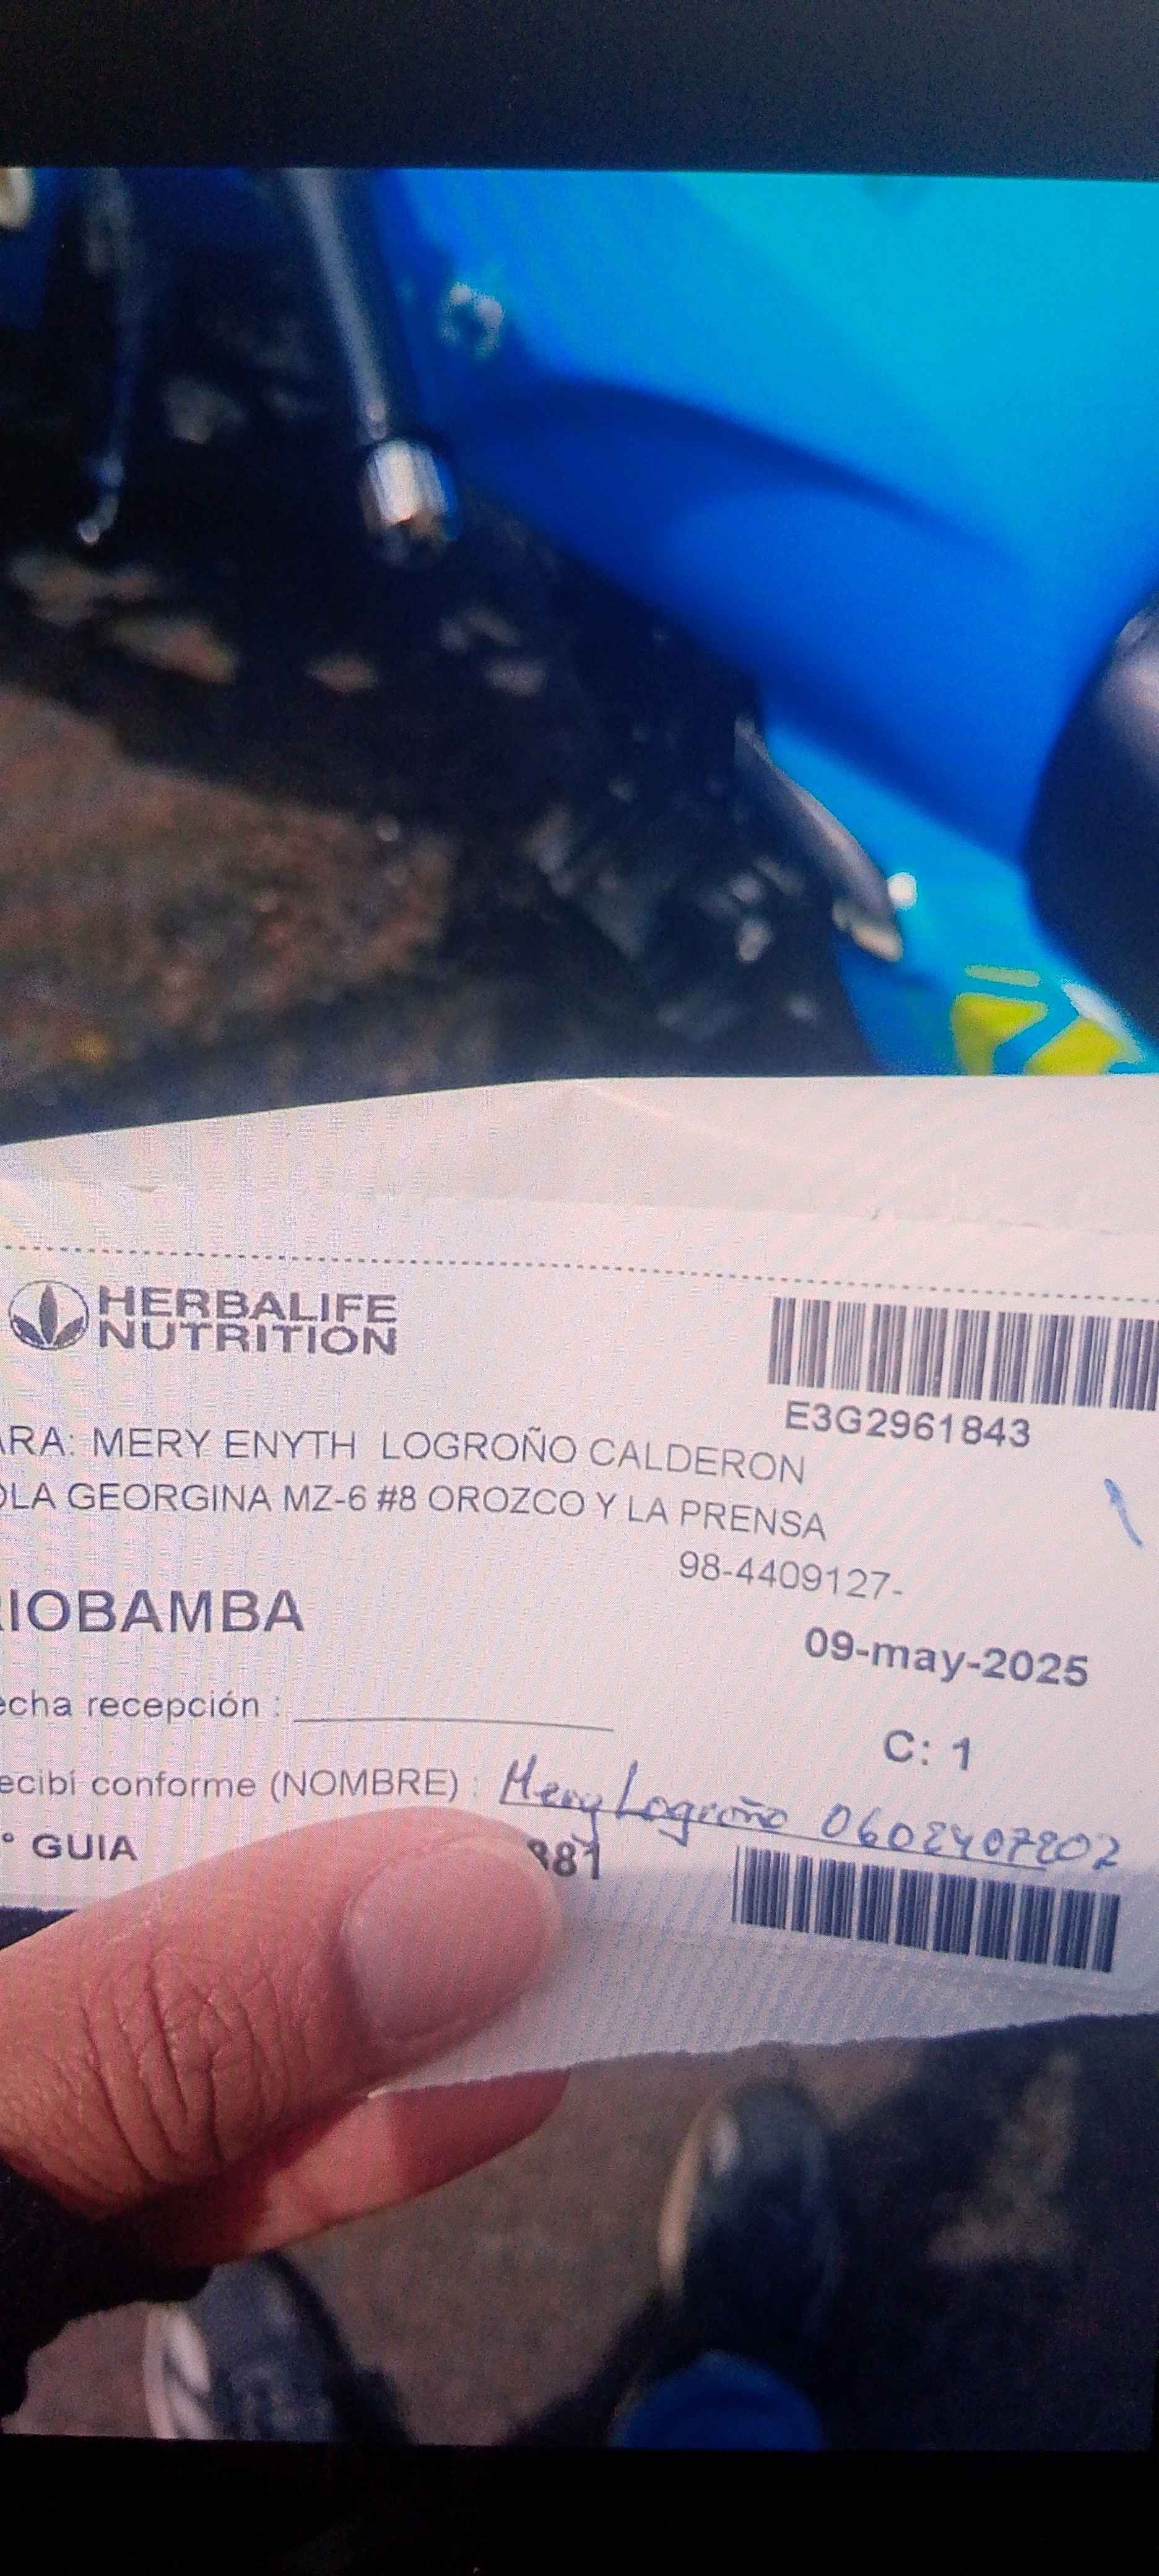 HERBALIFE
NUTRITION
E3G2961843
ARA: MERY ENYTH LOGROÑO CALDERON
OLA GEORGINA MZ-6 #8 OROZCO Y LA PRENSA
98-4409127-
RIOBAMBA
09-may-2025
echa recepción :
C: 1
ecibí conforme (NOMBRE) : Mery Logroño 0602407202
° GUIA 881